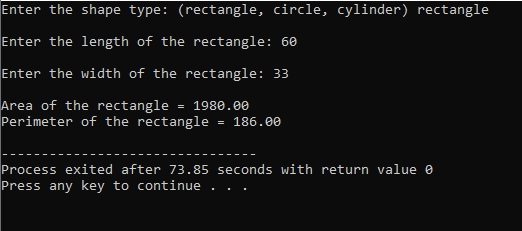 Enter the shape type: (rectangle, circle, cylinder) rectangle
Enter the length of the rectangle: 60
Enter the width of the rectangle: 33
Area of the rectangle = 1980.00
Perimeter of the rectangle = 186.00
--------------------------------
Process exited after 73.85 seconds with return value 0
Press any key to continue . . .